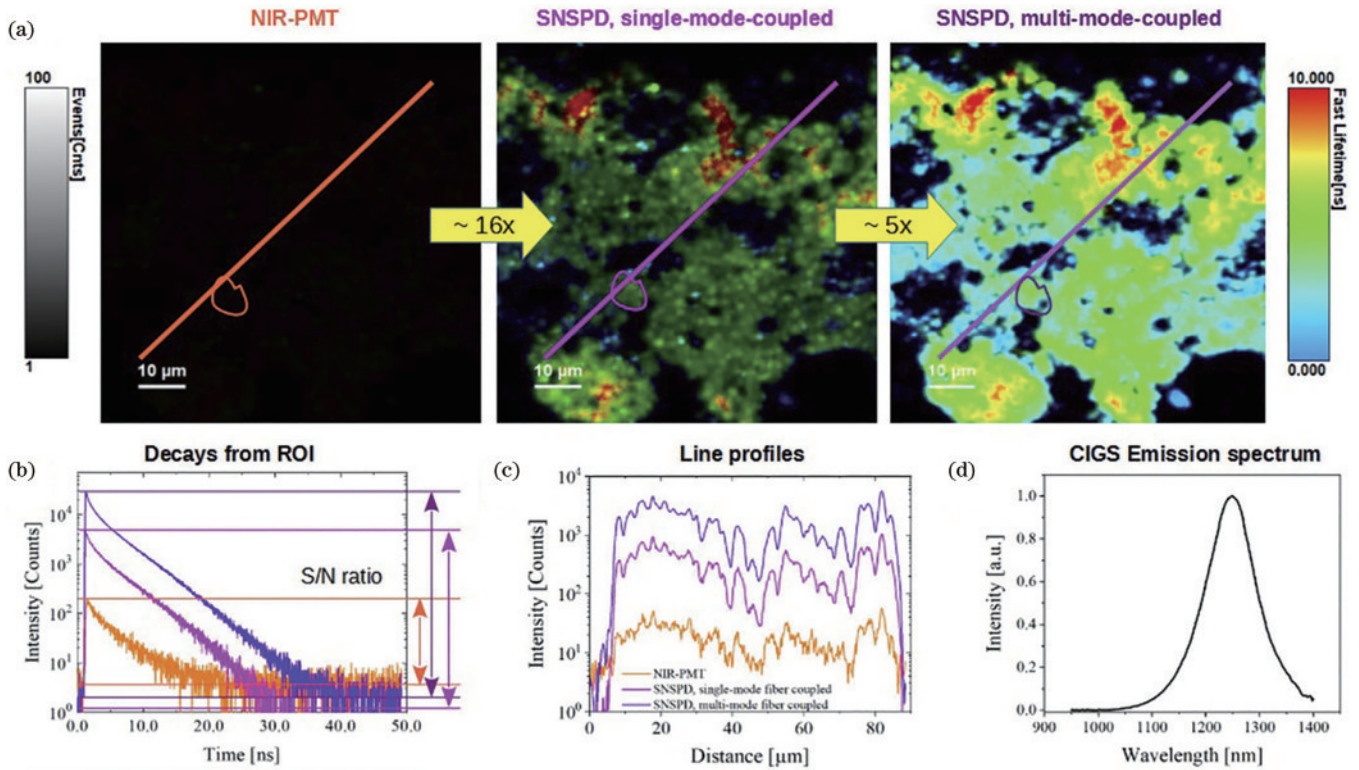 (a)
NIR-PMT
SNSPD, single-mode-coupled
SNSPD, multi-mode-coupled
100
Events[Cnts]
1
~ 16x
~ 5x
10 µm
10 µm
10 µm
10.000
Fast Lifetime[ns]
0.000
(b)
Decays from ROI
10⁴
10³
10²
10¹
10⁰
Intensity [Counts]
S/N ratio
0.0 10.0 20.0 30.0 40.0 50.0
Time [ns]
(c)
Line profiles
10⁴
10³
10²
10¹
10⁰
Intensity [Counts]
NIR-PMT
SNSPD, single-mode fiber coupled
SNSPD, multi-mode fiber coupled
0 20 40 60 80
Distance [µm]
(d)
CIGS Emission spectrum
1.0
0.8
0.6
0.4
0.2
0.0
Intensity [a.u.]
900 1000 1100 1200 1300 1400
Wavelength [nm]